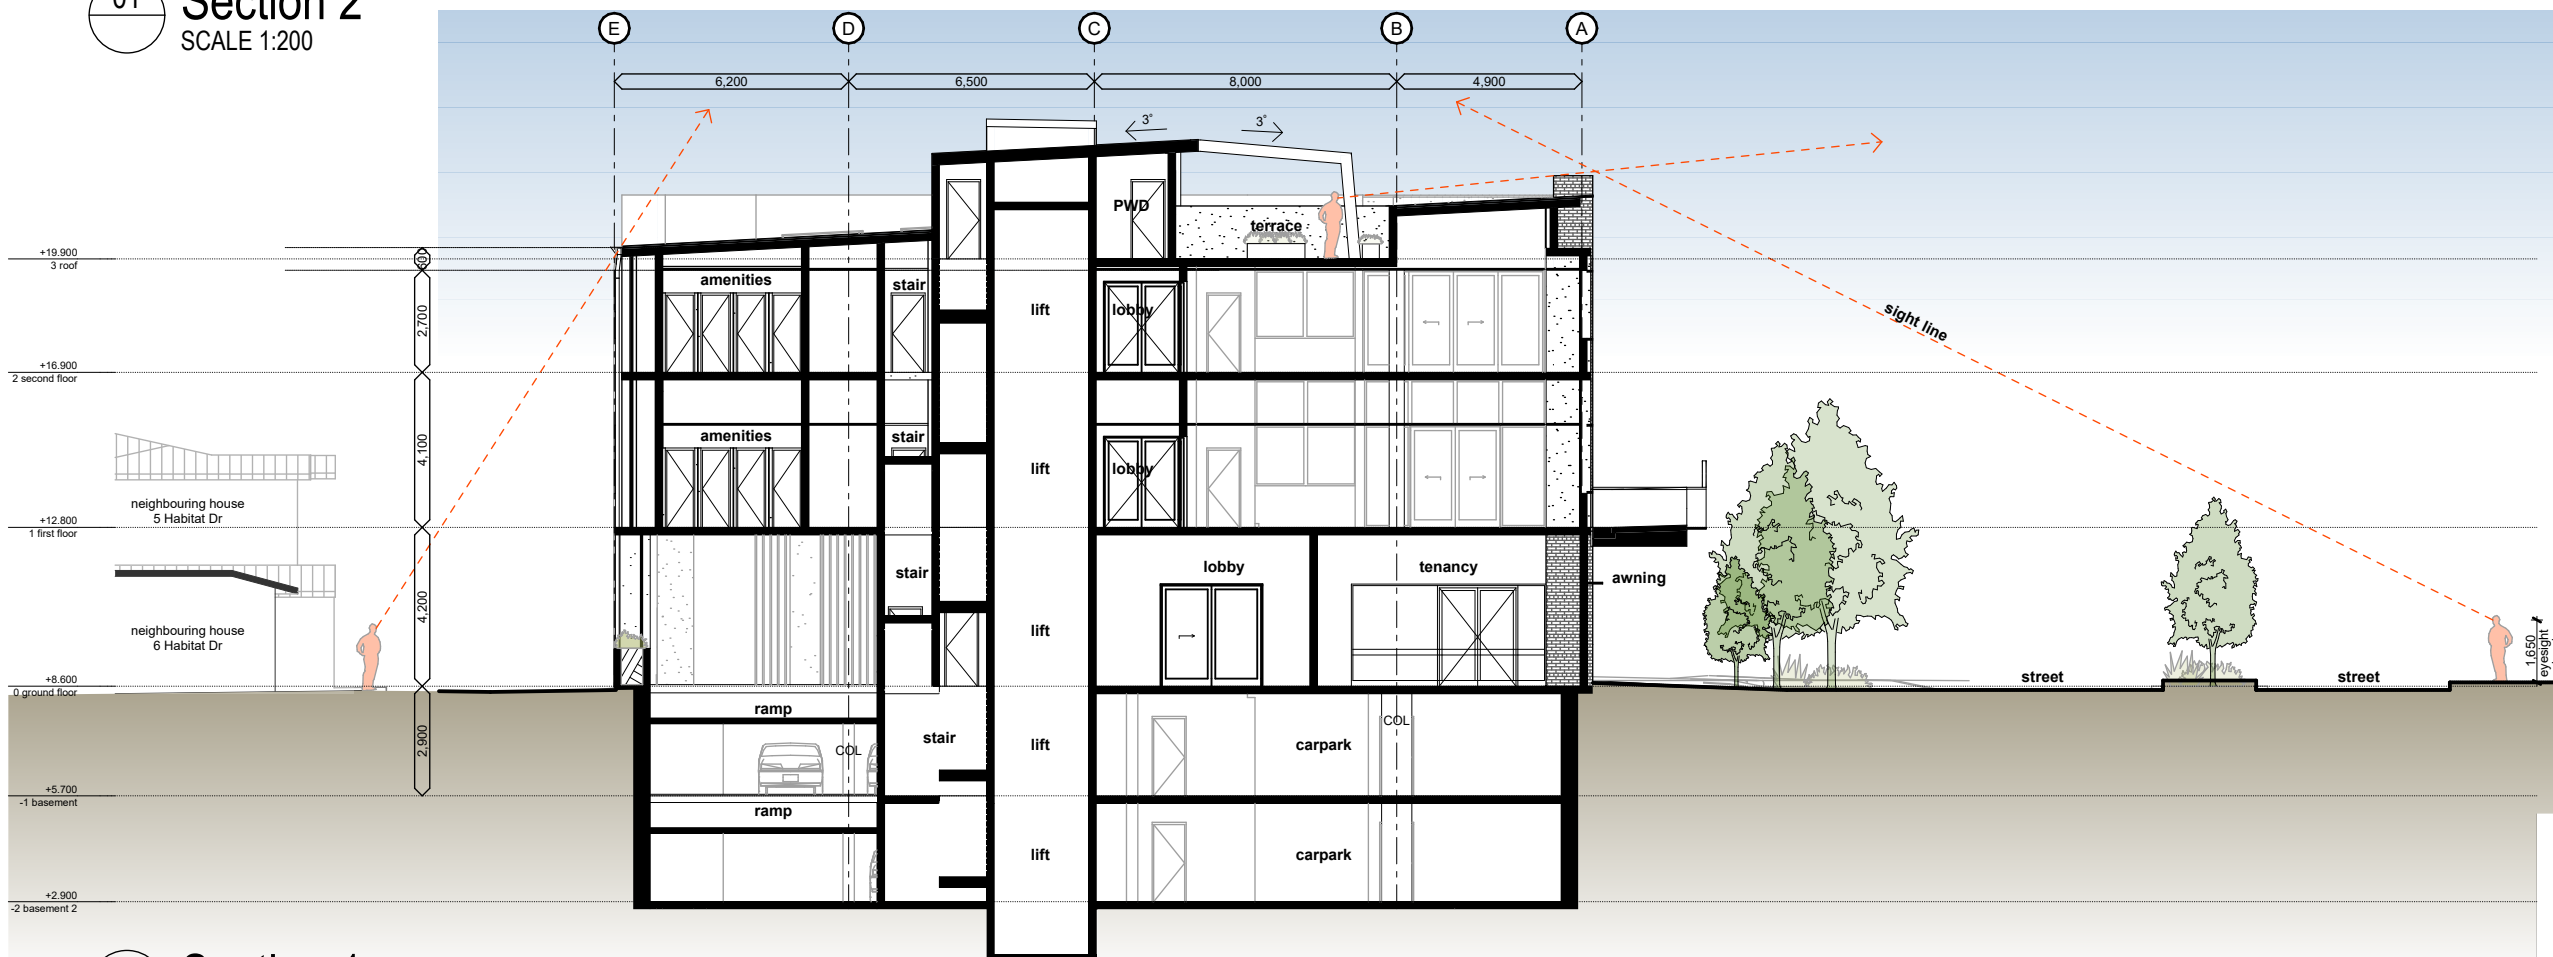 01
Section 2
SCALE 1:200
E
D
C
B
A
6,200
6,500
8,000
4,900
3°
3°
PWD
terrace
+19.900
3 roof
600
amenities
stair
lift
lobby
2,700
sight line
+16.900
2 second floor
4,100
amenities
stair
lift
lobby
neighbouring house
5 Habitat Dr
+12.800
1 first floor
4,200
stair
lobby
tenancy
awning
neighbouring house
6 Habitat Dr
lift
1,650
eyesight
+8.600
0 ground floor
street
street
ramp
2,900
COL
stair
lift
carpark
COL
+5.700
-1 basement
ramp
lift
carpark
+2.900
-2 basement 2